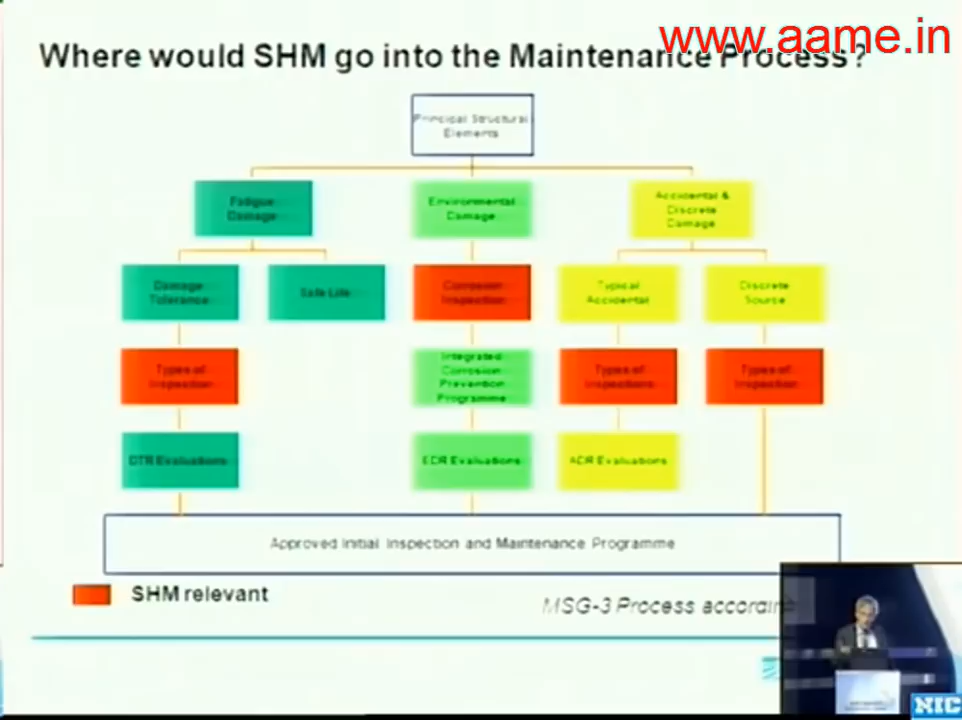 www.aame.in
Where would SHM go into the Maintenance Process?
Principal Structural
Elements
Fatigue
Damage
Environmental
Damage
Accidental &
Discrete
Damage
Damage
Tolerance
Safe Life
Corrosion
Inspection
Typical
Accidental
Discrete
Source
Types of
Inspection
Integrated
Corrosion
Prevention
Programme
Types of
Inspections
Types of
Inspection
DTR Evaluations
EDR Evaluations
ADR Evaluations
Approved Initial Inspection and Maintenance Programme
SHM relevant
MSG-3 Process
NIC